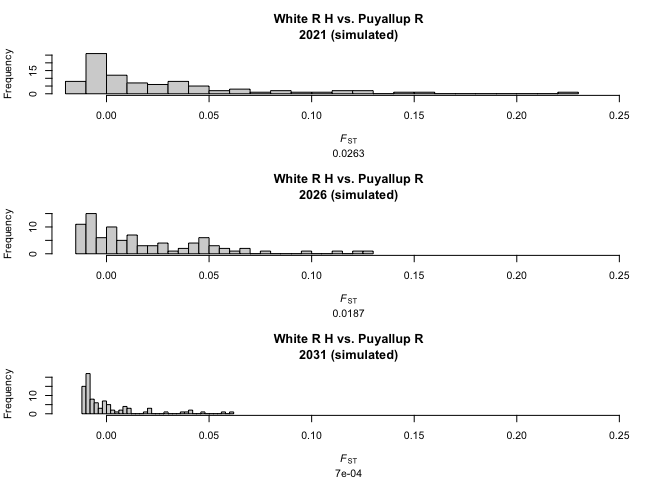 White R H vs. Puyallup R
2021 (simulated)
Frequency
0 15
0.00 0.05 0.10 0.15 0.20 0.25
FST
0.0263
White R H vs. Puyallup R
2026 (simulated)
Frequency
0 10
0.00 0.05 0.10 0.15 0.20 0.25
FST
0.0187
White R H vs. Puyallup R
2031 (simulated)
Frequency
0 10
0.00 0.05 0.10 0.15 0.20 0.25
FST
7e-04